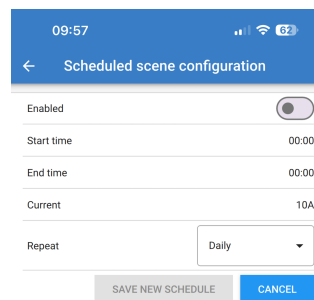 09:57
62
Scheduled scene configuration
Enabled
Start time 00:00
End time 00:00
Current 10A
Repeat Daily
SAVE NEW SCHEDULE CANCEL